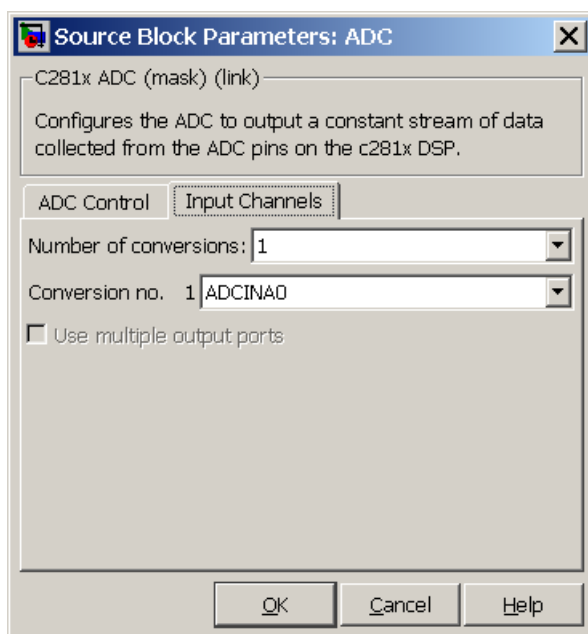 Source Block Parameters: ADC
C281x ADC (mask) (link)
Configures the ADC to output a constant stream of data
collected from the ADC pins on the c281x DSP.
ADC Control Input Channels
Number of conversions: 1
Conversion no. 1 ADCINA0
Use multiple output ports
OK Cancel Help